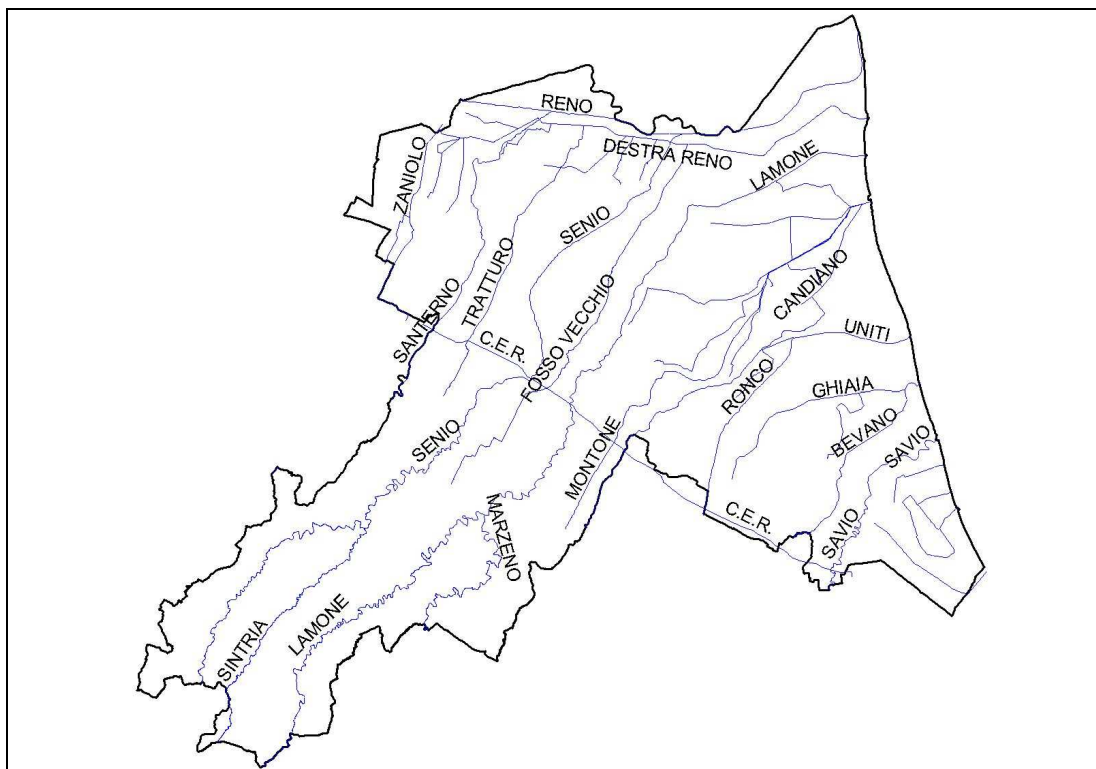 RENO
DESTRA RENO
LAMONE
ZANIOLO
SENIO
TRATTURO
SANTERNO
C.E.R.
FOSSO VECCHIO
CANDIANO
UNITI
RONCO
GHIAIA
BEVANO
SAVIO
SENIO
MONTONE
MARZENO
C.E.R.
SAVIO
LAMONE
SINTRIA